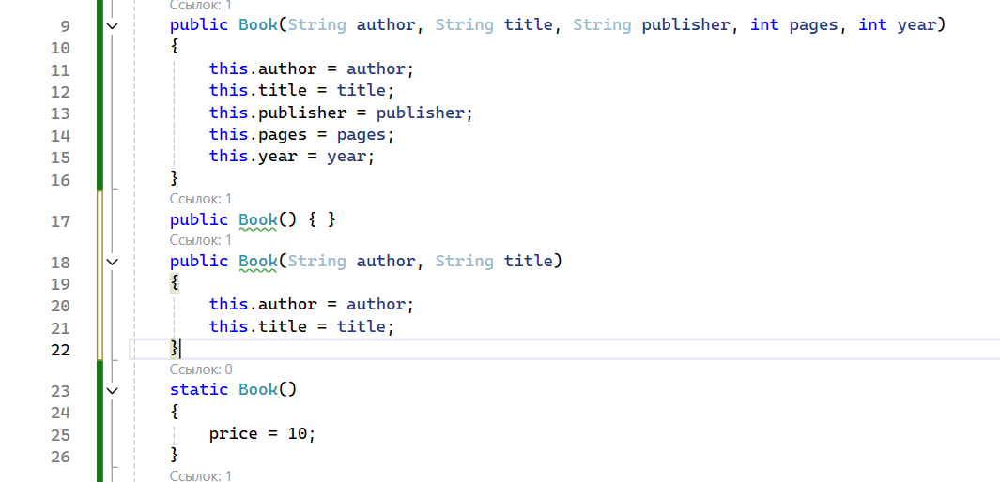 Ссылок: 1
9 public Book(String author, String title, String publisher, int pages, int year)
10 {
11 this.author = author;
12 this.title = title;
13 this.publisher = publisher;
14 this.pages = pages;
15 this.year = year;
16 }
Ссылок: 1
17 public Book() { }
Ссылок: 1
18 public Book(String author, String title)
19 {
20 this.author = author;
21 this.title = title;
22 }
Ссылок: 0
23 static Book()
24 {
25 price = 10;
26 }
Ссылок: 1